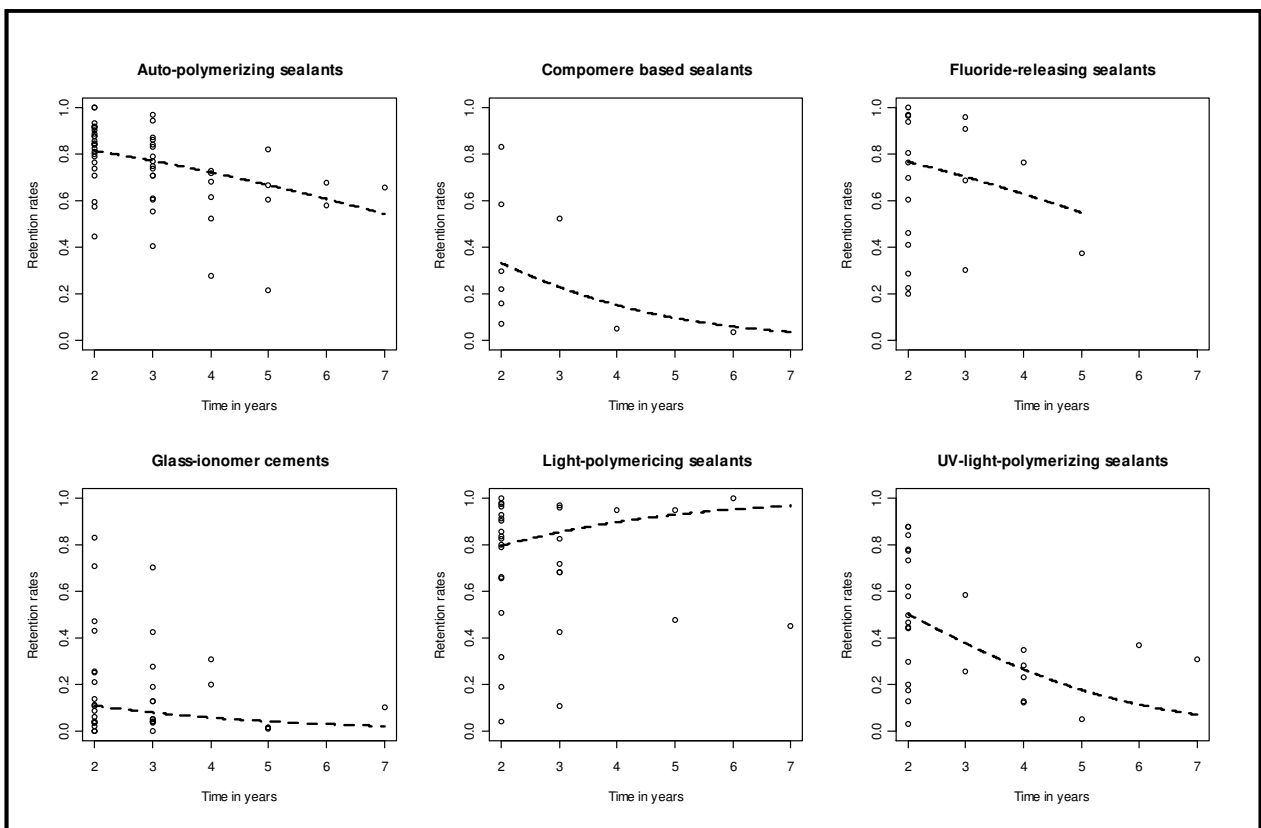 Auto-polymerizing sealants
Retention rates
1.0
0.8
0.6
0.4
0.2
0.0
2 3 4 5 6 7
Time in years
Compomere based sealants
Retention rates
1.0
0.8
0.6
0.4
0.2
0.0
2 3 4 5 6 7
Time in years
Fluoride-releasing sealants
Retention rates
1.0
0.8
0.6
0.4
0.2
0.0
2 3 4 5 6 7
Time in years
Glass-ionomer cements
Retention rates
1.0
0.8
0.6
0.4
0.2
0.0
2 3 4 5 6 7
Time in years
Light-polymericing sealants
Retention rates
1.0
0.8
0.6
0.4
0.2
0.0
2 3 4 5 6 7
Time in years
UV-light-polymerizing sealants
Retention rates
1.0
0.8
0.6
0.4
0.2
0.0
2 3 4 5 6 7
Time in years